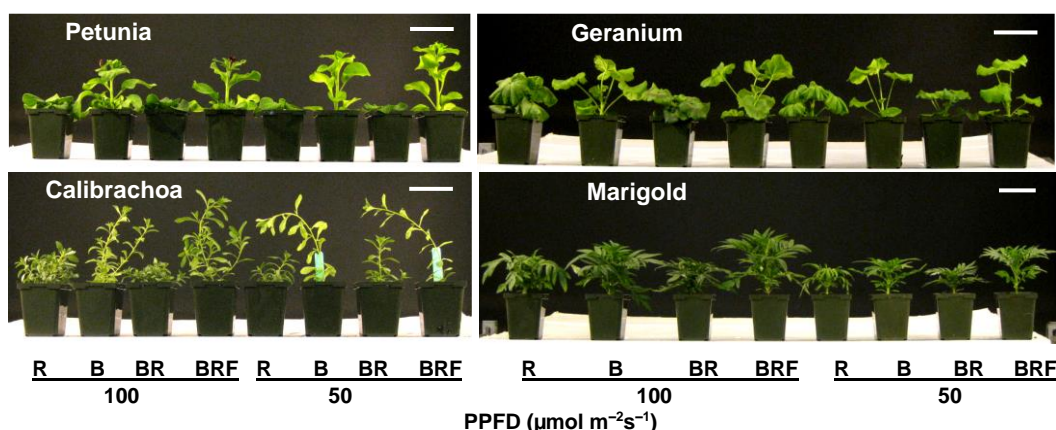 Petunia
Geranium
Calibrachoa
Marigold
R B BR BRF R B BR BRF
100 50
R B BR BRF R B BR BRF
100 50
PPFD (µmol m⁻²s⁻¹)